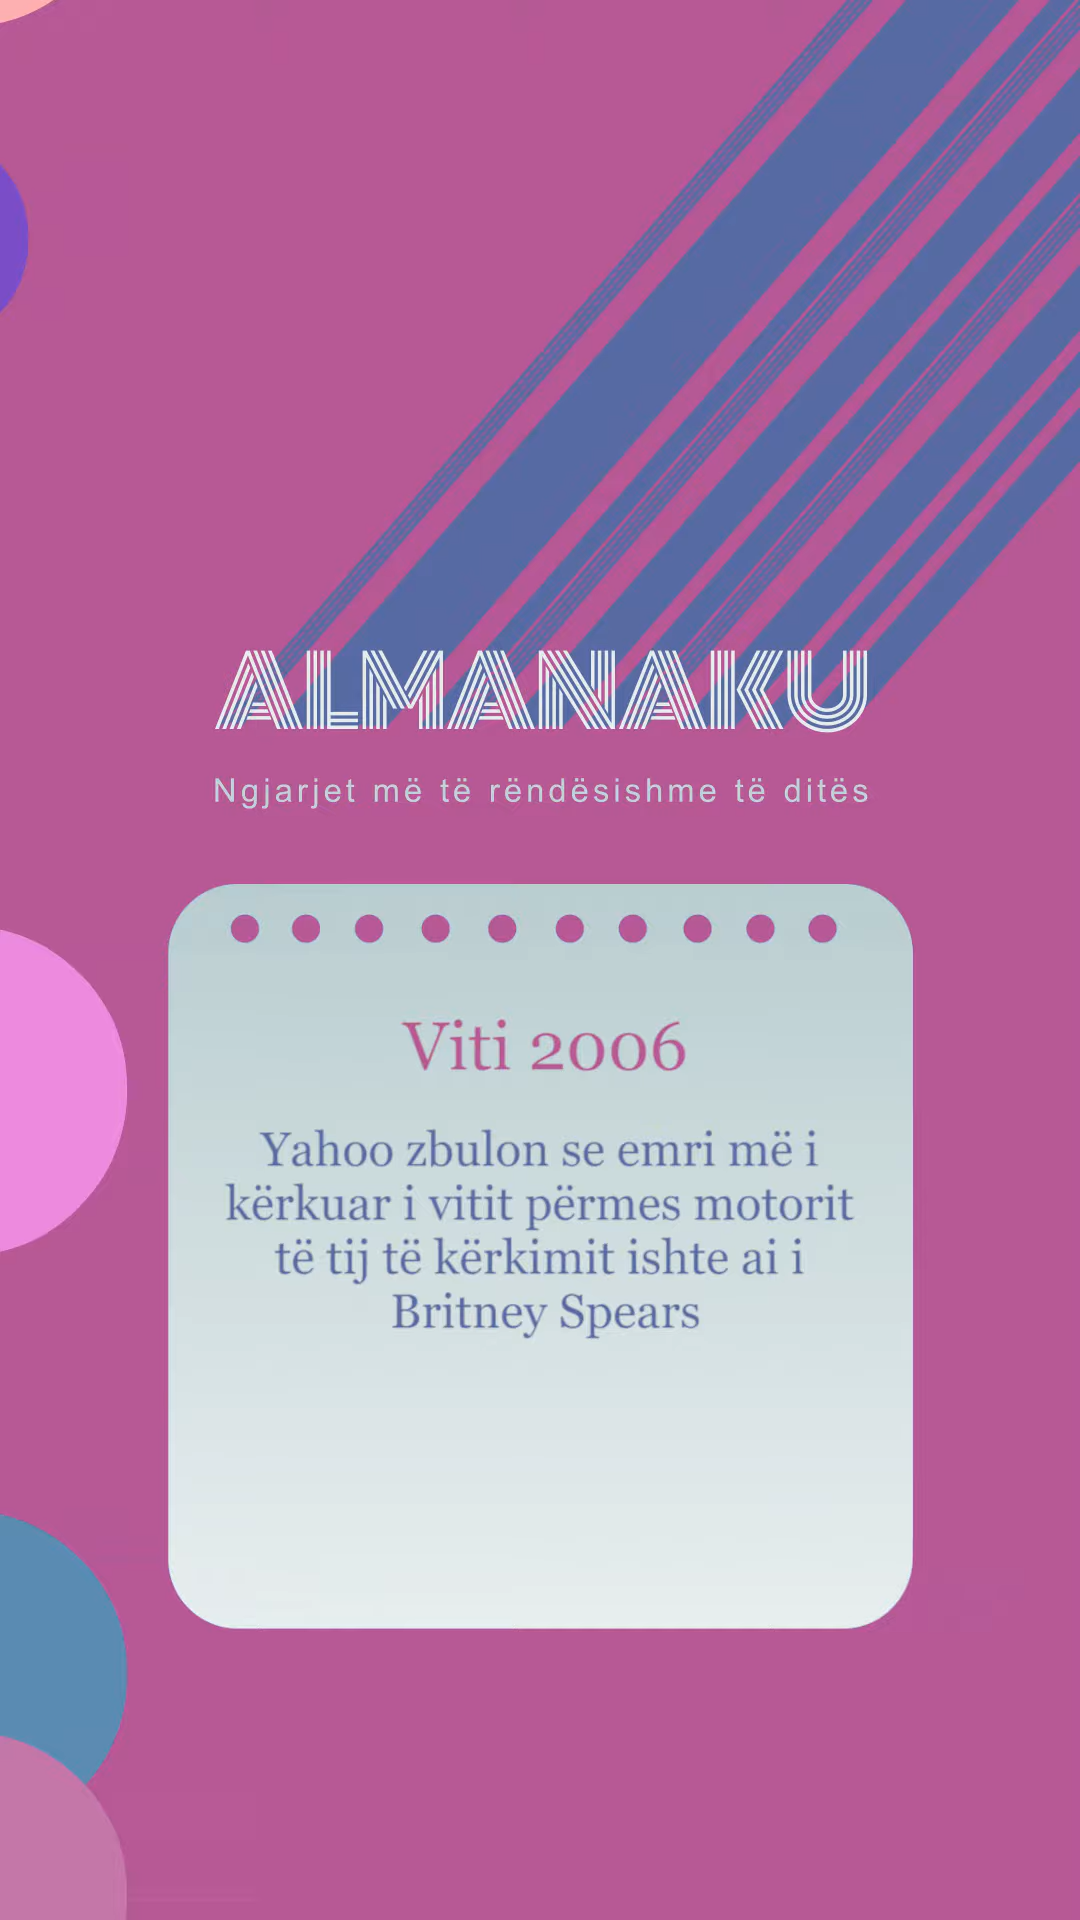 ALMANAKU
Ngjarjet më të rëndësishme të ditës
Viti 2006
Yahoo zbulon se emri më i
kërkuar i vitit përmes motorit
të tij të kërkimit ishte ai i
Britney Spears